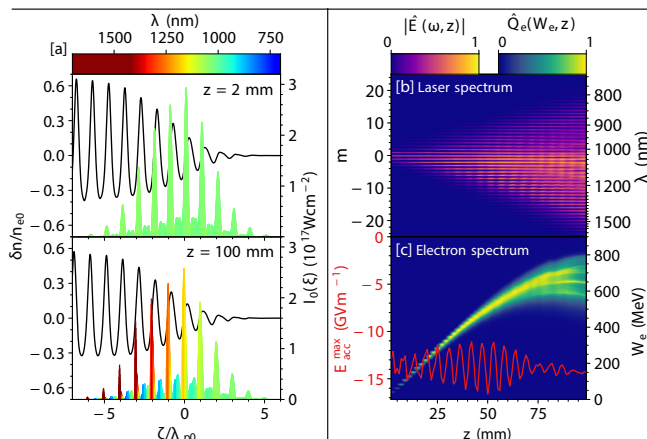 λ (nm)
1500 1250 1000 750
[a]
z = 2 mm
0.6
0.3
0.0
−0.3
−0.6
3
2
1
z = 100 mm
0.6
0.3
0.0
−0.3
−0.6
3
2
1
0
−5 0 5
δn/n_e0
I_0(ξ) (10^17 Wcm^−2)
ζ/λ_p0
|Ê(ω,z)|
0 1
Q̂_e(W_e,z)
0 1
[b] Laser spectrum
20
10
0
−10
−20
m
800
900
1050
1200
1500
λ (nm)
[c] Electron spectrum
0
−5
−10
−15
E_acc^max (GVm^−1)
800
600
400
200
0
W_e (MeV)
25 50 75
z (mm)